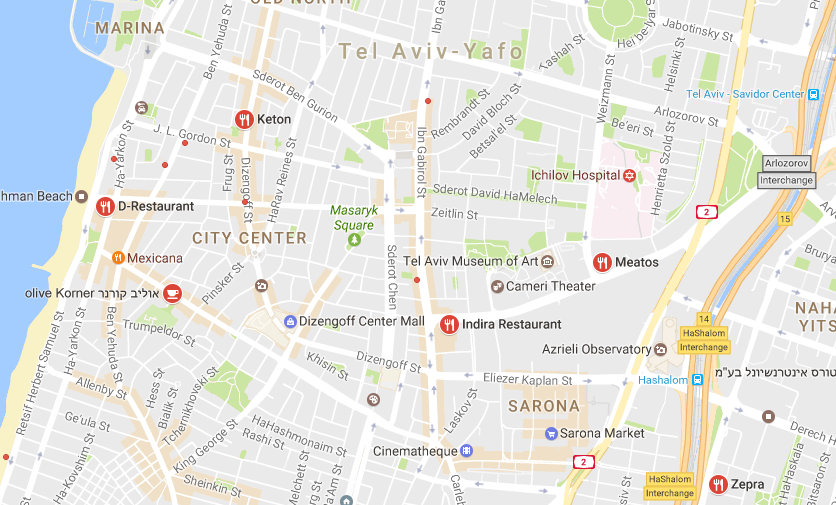 OLD NORTH
MARINA
Ben Yehuda St
Ibn Gabirol St
Tel Aviv-Yafo
Kashah St
Weizmann St
Jabotinsky St
Helsinki St
Sderot Ben Gurion
Tel Aviv - Savidor Center
Keton
Rembrandt St
David Bloch St
Betsal'el St
Arlozorov St
Be'eri St
J. L. Gordon St
Ibn Gabirol St
Ha-Yarkon St
Frug St
Dizengoff St
HaRav Reines St
Arlozorov
Interchange
Ichilov Hospital
Henrietta Szold St
hman Beach
D-Restaurant
Sderot David HaMelech
Masaryk
Square
Zeitlin St
2
15
CITY CENTER
Mexicana
Sderot Chen
Tel Aviv Museum of Art
Meatos
Pinsker St
Cameri Theater
olive Korner אוליב קורנר
Dizengoff Center Mall
Indira Restaurant
14
HaShalom
Interchange
NAHA
YITS
Trumpeldor St
Ben Yehuda St
Ha-Yarkon St
Retsif Herbert Samuel St
Khisin St
Dizengoff St
Azrieli Observatory
Eliezer Kaplan St
Hashalom
טורס אינטרנשיונל בע"מ
Allenby St
Hess St
Bialik St
Tchernikhovsky St
Laskov St
SARONA
Ge'ula St
King George St
HaHashmonaim St
Rashi St
Sarona Market
Derech H
Cinematheque
2
Ha-Kovshim St
Sheinkin St
Melchett St
Carleb
HaShalom
Interchange
Zepra
HaHaskala
Bitsaron St